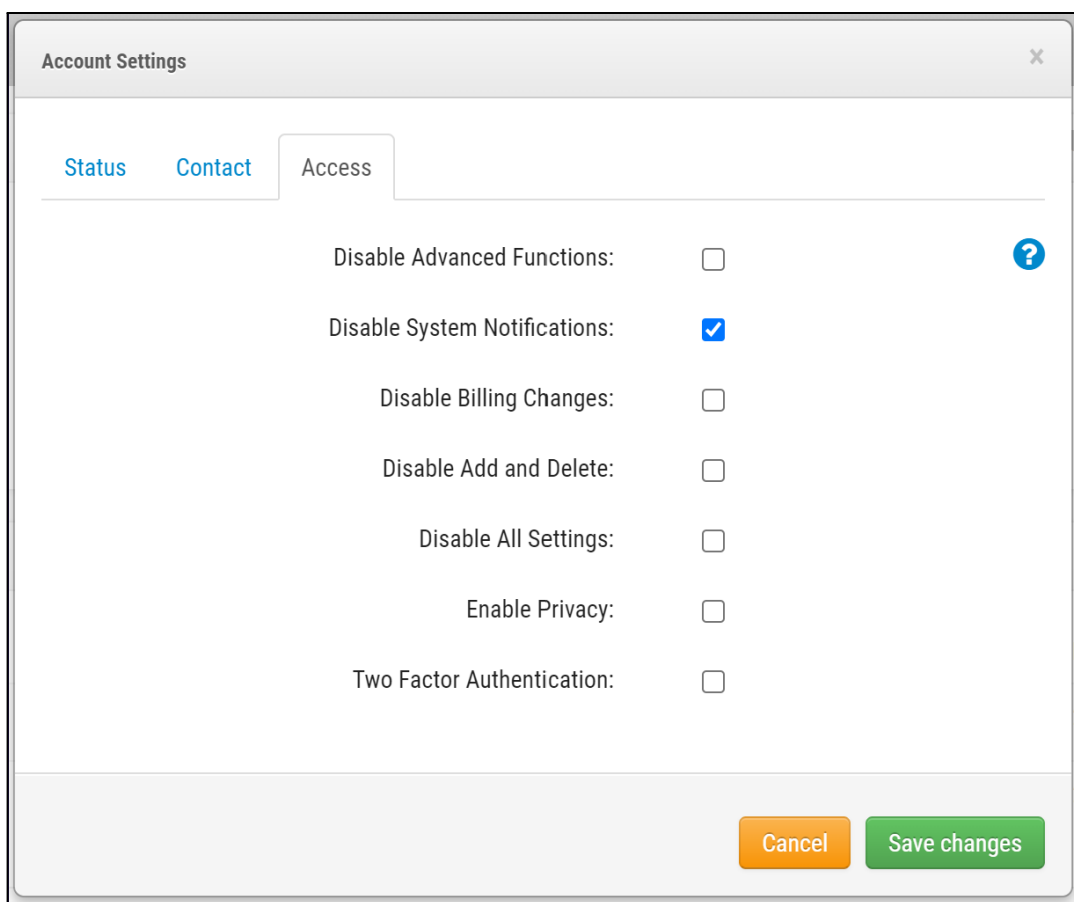 Account Settings ×
Status Contact Access
Disable Advanced Functions: ?
Disable System Notifications:
Disable Billing Changes:
Disable Add and Delete:
Disable All Settings:
Enable Privacy:
Two Factor Authentication:
Cancel Save changes